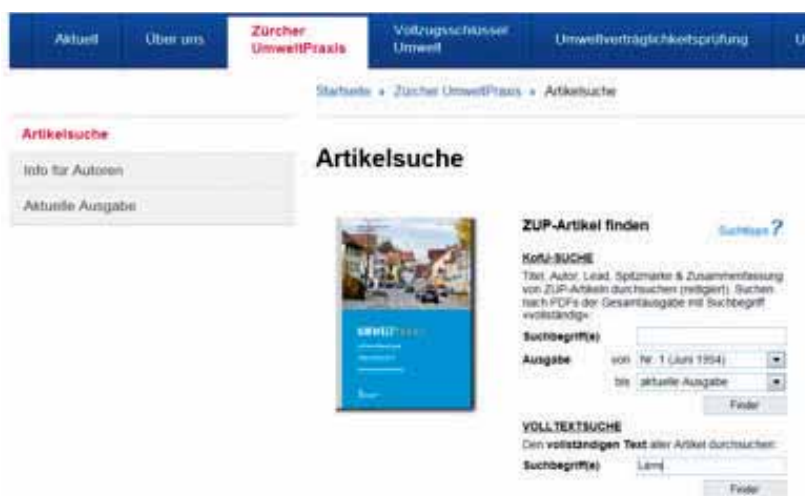 Aktuell
Über uns
Zürcher
UmweltPraxis
Vollzugsschlüssel
Umwelt
Umweltverträglichkeitsprüfung
U
Startseite » Zürcher UmweltPraxis » Artikelsuche
Artikelsuche
Info für Autoren
Aktuelle Ausgabe
Artikelsuche
UMWELTPRAXIS
ZUP-Artikel finden
Suchtipps ?
KofU-SUCHE
Titel, Autor, Lead, Spitzmarke & Zusammenfassung
von ZUP-Artikeln durchsuchen (redigiert). Suchen
nach PDFs der Gesamtausgabe mit Suchbegriff
«vollständig».
Suchbegriff(e)
Ausgabe von Nr. 1 (Juni 1994)
bis aktuelle Ausgabe
Finden
VOLLTEXTSUCHE
Den vollständigen Text aller Artikel durchsuchen:
Suchbegriff(e)
Finden